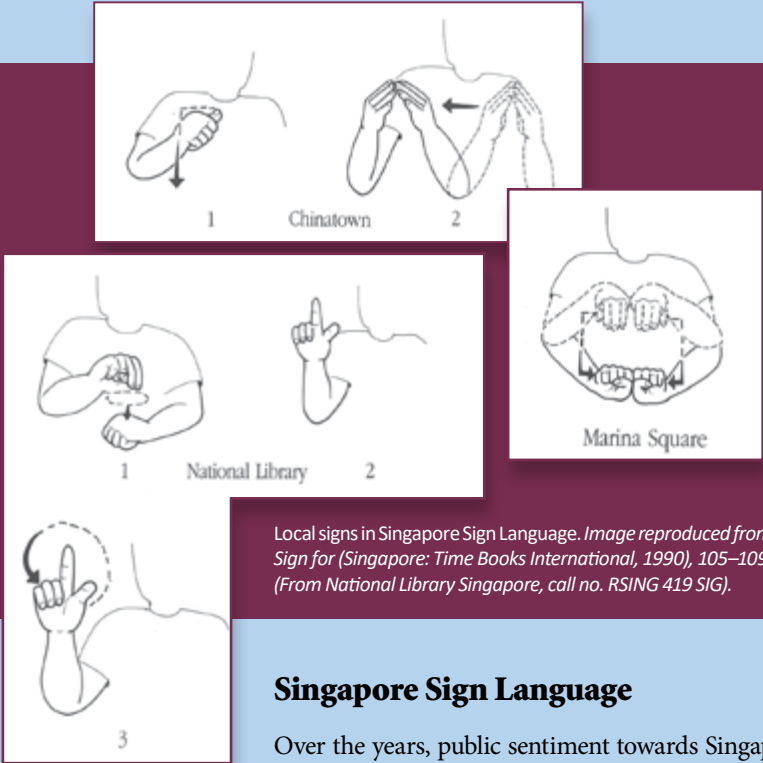 1 Chinatown 2
Marina Square
1 National Library 2
3
Local signs in Singapore Sign Language. Image reproduced from
Sign for (Singapore: Time Books International, 1990), 105–109
(From National Library Singapore, call no. RSING 419 SIG).
Singapore Sign Language
Over the years, public sentiment towards